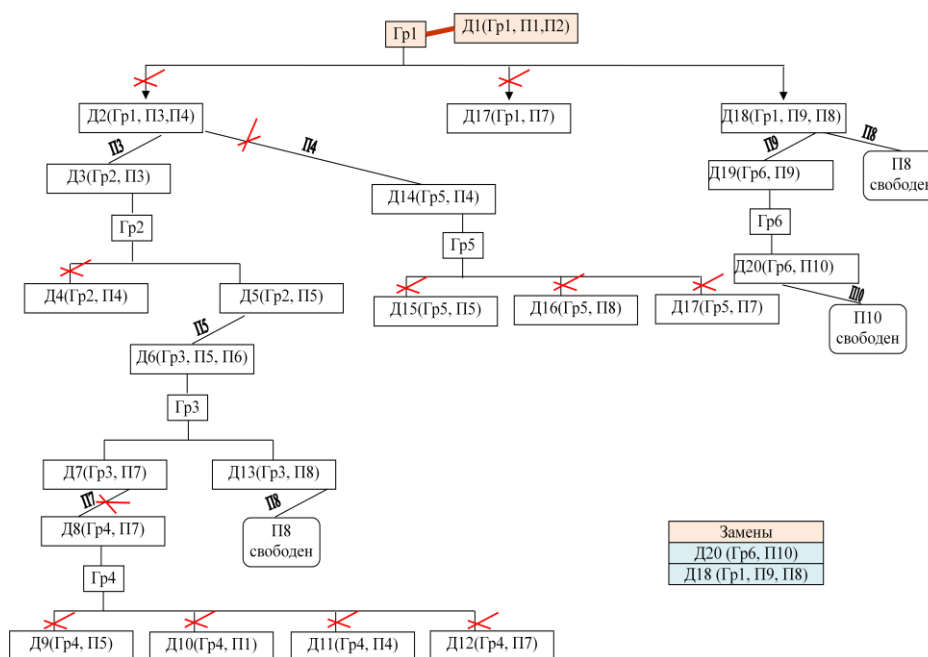 Гр1
Д1(Гр1, П1,П2)
Д2(Гр1, П3,П4)
Д17(Гр1, П7)
Д18(Гр1, П9, П8)
П3
П4
П9
П8
Д3(Гр2, П3)
Д14(Гр5, П4)
Д19(Гр6, П9)
П8
свободен
Гр2
Гр5
Гр6
Д4(Гр2, П4)
Д5(Гр2, П5)
Д15(Гр5, П5)
Д16(Гр5, П8)
Д17(Гр5, П7)
Д20(Гр6, П10)
П10
П10
свободен
П5
Д6(Гр3, П5, П6)
Гр3
Д7(Гр3, П7)
Д13(Гр3, П8)
П7
П8
Д8(Гр4, П7)
П8
свободен
Гр4
Д9(Гр4, П5)
Д10(Гр4, П1)
Д11(Гр4, П4)
Д12(Гр4, П7)
Замены
Д20 (Гр6, П10)
Д18 (Гр1, П9, П8)